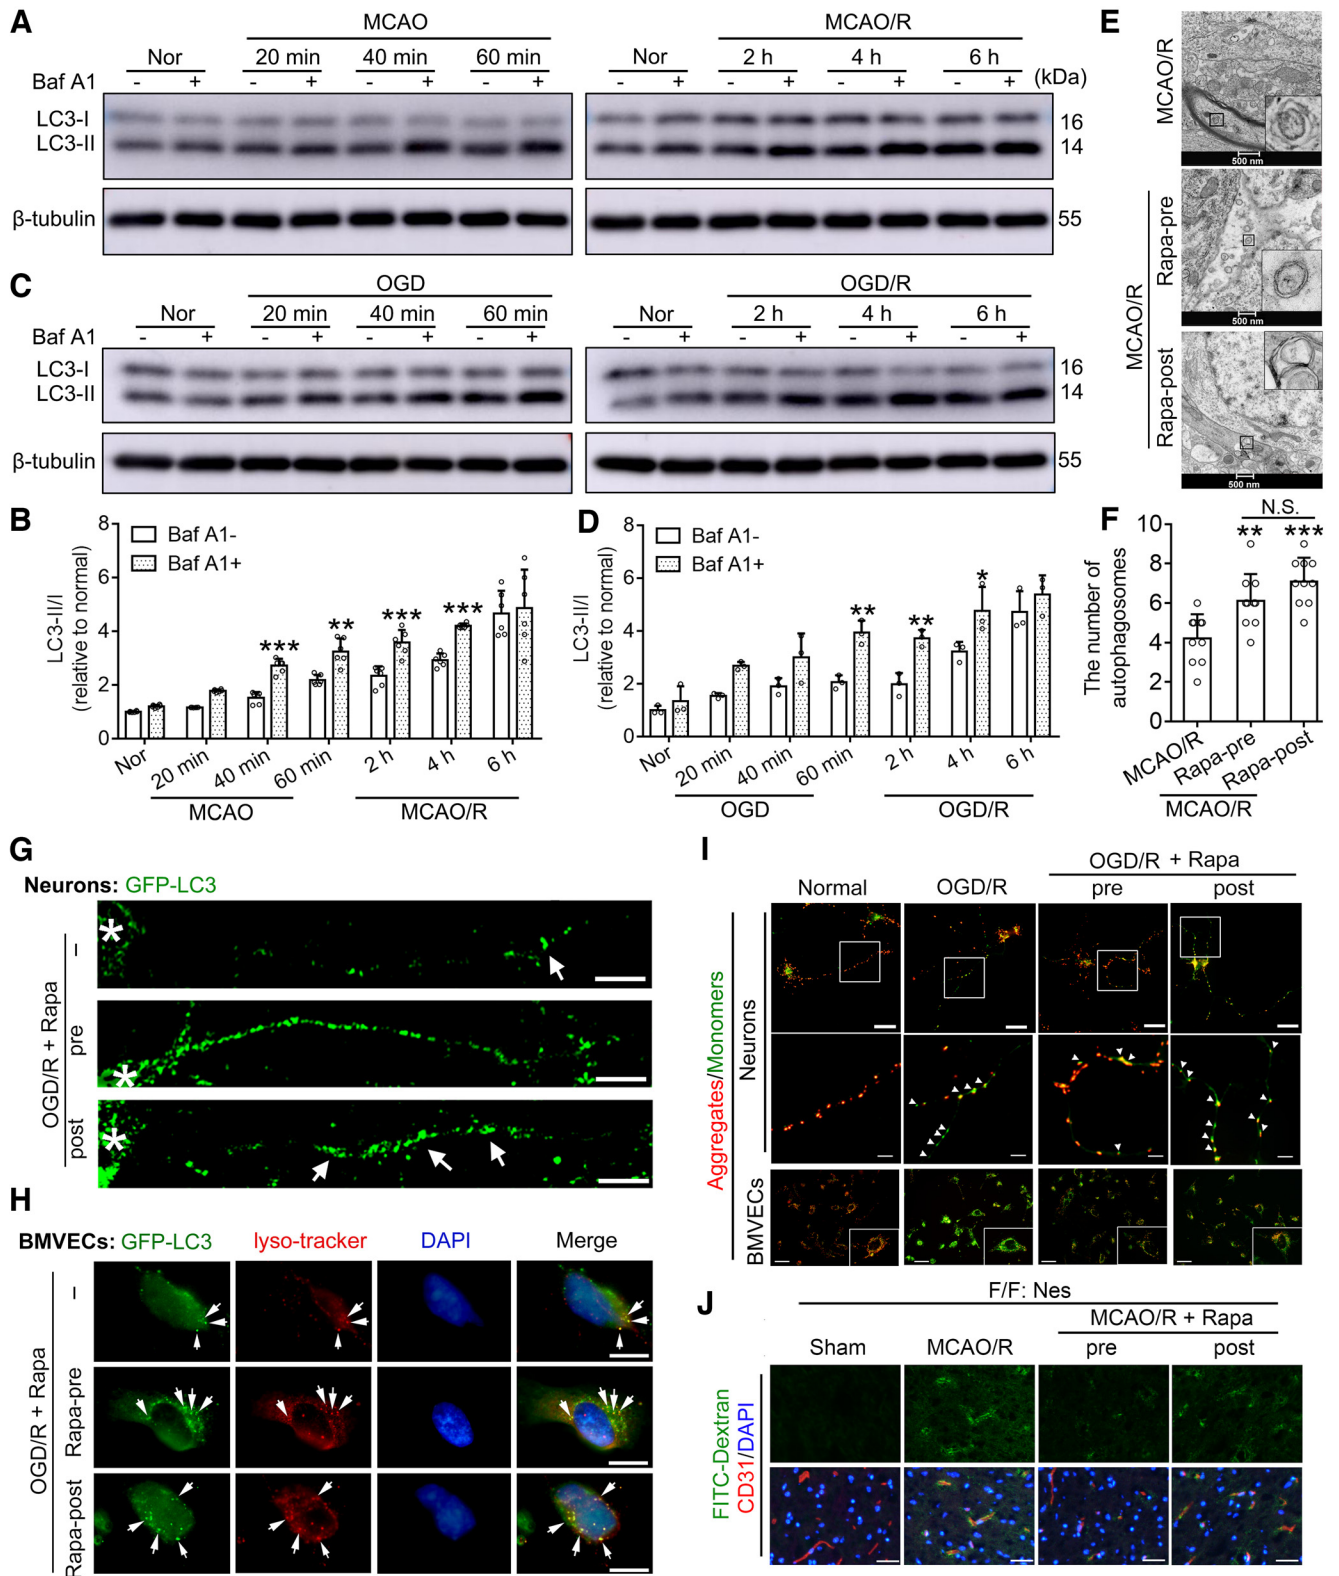 A
MCAO
MCAO/R
Nor
20 min
40 min
60 min
Nor
2 h
4 h
6 h
Baf A1
-
+
-
+
-
+
-
+
-
+
-
+
-
+
-
+
(kDa)
LC3-I
16
LC3-II
14
β-tubulin
55
C
OGD
OGD/R
Nor
20 min
40 min
60 min
Nor
2 h
4 h
6 h
Baf A1
-
+
-
+
-
+
-
+
-
+
-
+
-
+
-
+
LC3-I
16
LC3-II
14
β-tubulin
55
E
MCAO/R
500 nm
MCAO/R
Rapa-pre
500 nm
Rapa-post
500 nm
B
LC3-II/I
(relative to normal)
8
6
4
2
0
Baf A1-
Baf A1+
***
**
***
***
Nor
20 min
40 min
60 min
2 h
4 h
6 h
MCAO
MCAO/R
D
LC3-II/I
(relative to normal)
8
6
4
2
0
Baf A1-
Baf A1+
**
**
*
Nor
20 min
40 min
60 min
2 h
4 h
6 h
OGD
OGD/R
F
The number of
autophagosomes
10
8
6
4
2
0
N.S.
**
***
MCAO/R
Rapa-pre
Rapa-post
MCAO/R
G
Neurons: GFP-LC3
OGD/R + Rapa
–
pre
post
*
*
*
H
BMVECs: GFP-LC3
lyso-tracker
DAPI
Merge
OGD/R + Rapa
–
Rapa-pre
Rapa-post
I
OGD/R + Rapa
Normal
OGD/R
pre
post
Aggregates/Monomers
Neurons
BMVECs
J
F/F: Nes
MCAO/R + Rapa
Sham
MCAO/R
pre
post
FITC-Dextran
CD31/DAPI